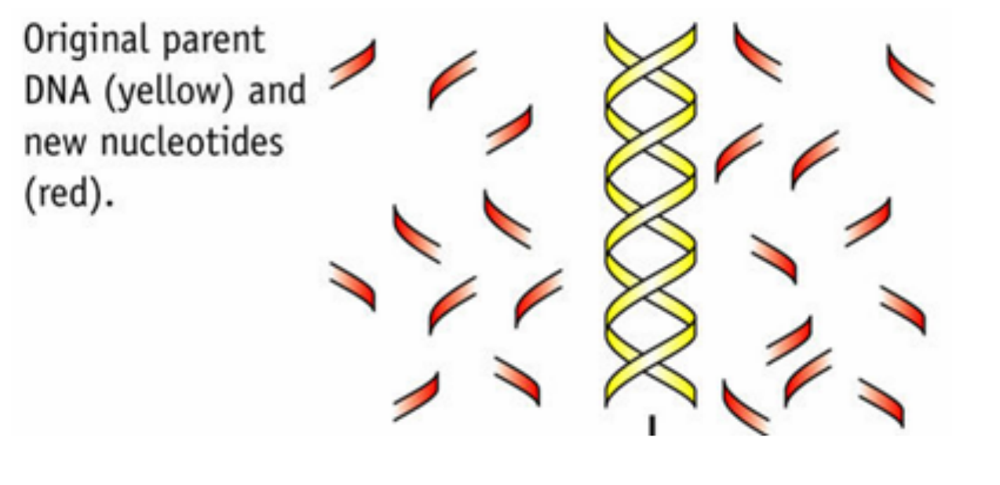 Original parent
DNA (yellow) and
new nucleotides
(red).